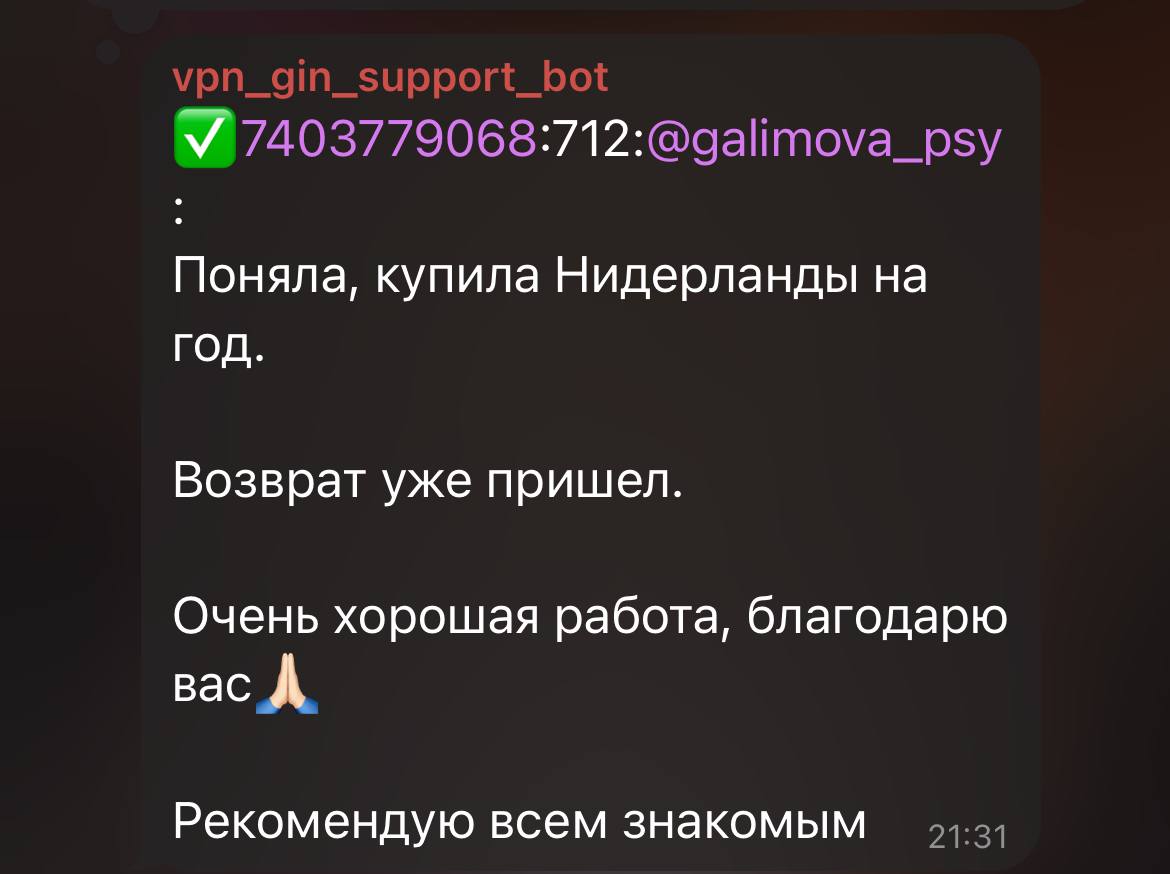 vpn_gin_support_bot
✅7403779068:712:@galimova_psy
:
Поняла, купила Нидерланды на
год.
Возврат уже пришел.
Очень хорошая работа, благодарю
вас🙏🏻
Рекомендую всем знакомым
21:31